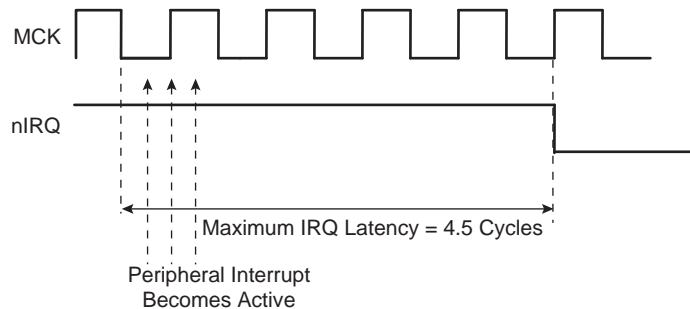 MCK
nIRQ
Maximum IRQ Latency = 4.5 Cycles
Peripheral Interrupt
Becomes Active